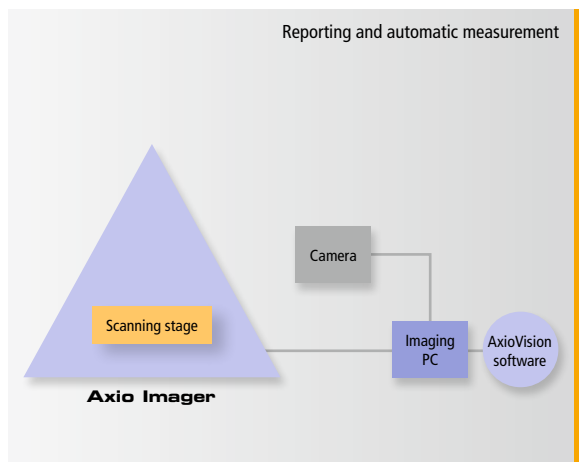 Reporting and automatic measurement
Camera
Scanning stage
Imaging
PC
AxioVision
software
Axio Imager